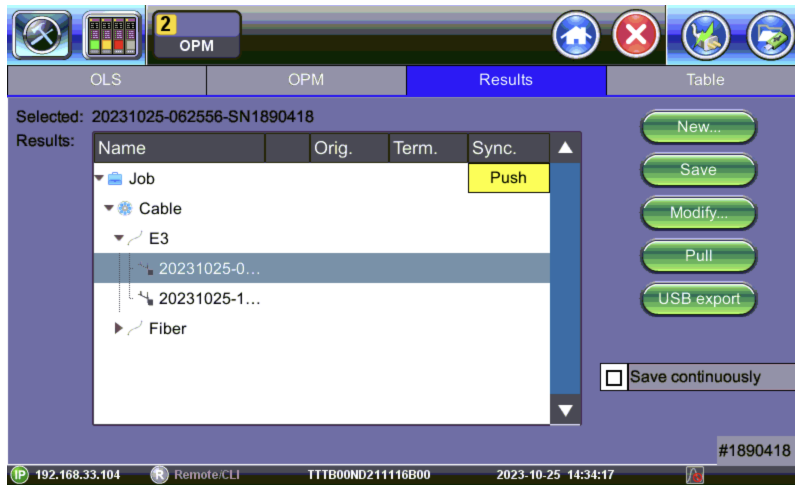 2
OPM
OLS
OPM
Results
Table
Selected: 20231025-062556-SN1890418
Results:
Name
Orig.
Term.
Sync.
Job
Push
Cable
E3
20231025-0...
20231025-1...
Fiber
New...
Save
Modify...
Pull
USB export
Save continuously
#1890418
IP 192.168.33.104
R Remote/CLI
TTTB00ND211116B00
2023-10-25 14:34:17